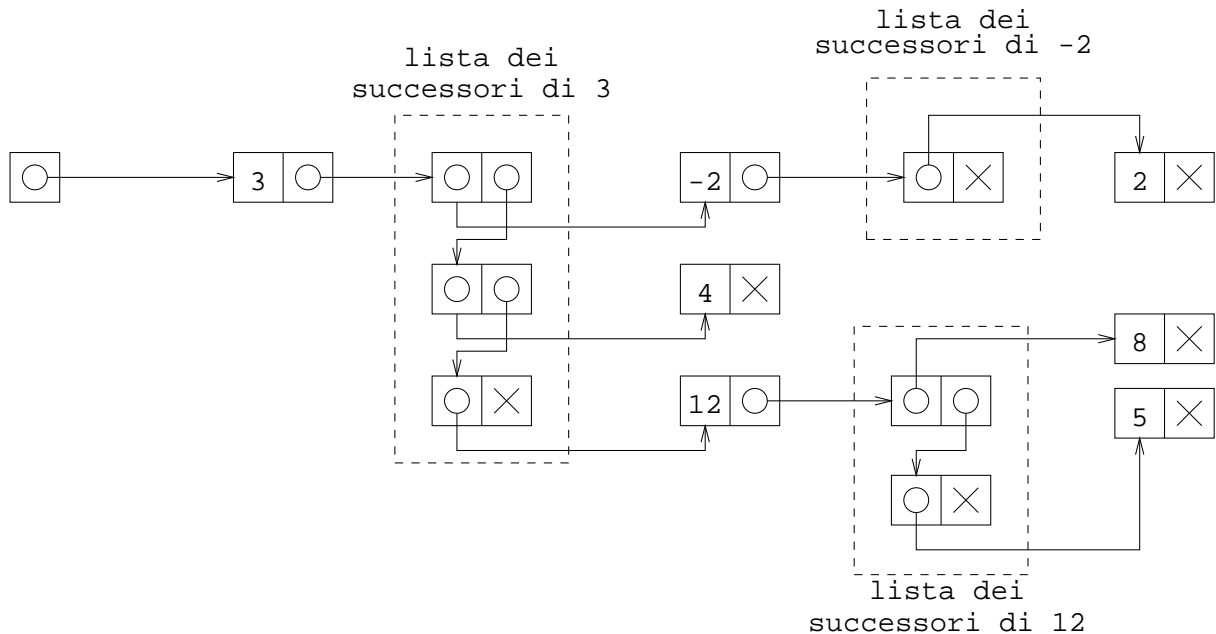 lista dei
successori di -2
lista dei
successori di 3
3
-2
2
4
8
12
5
lista dei
successori di 12